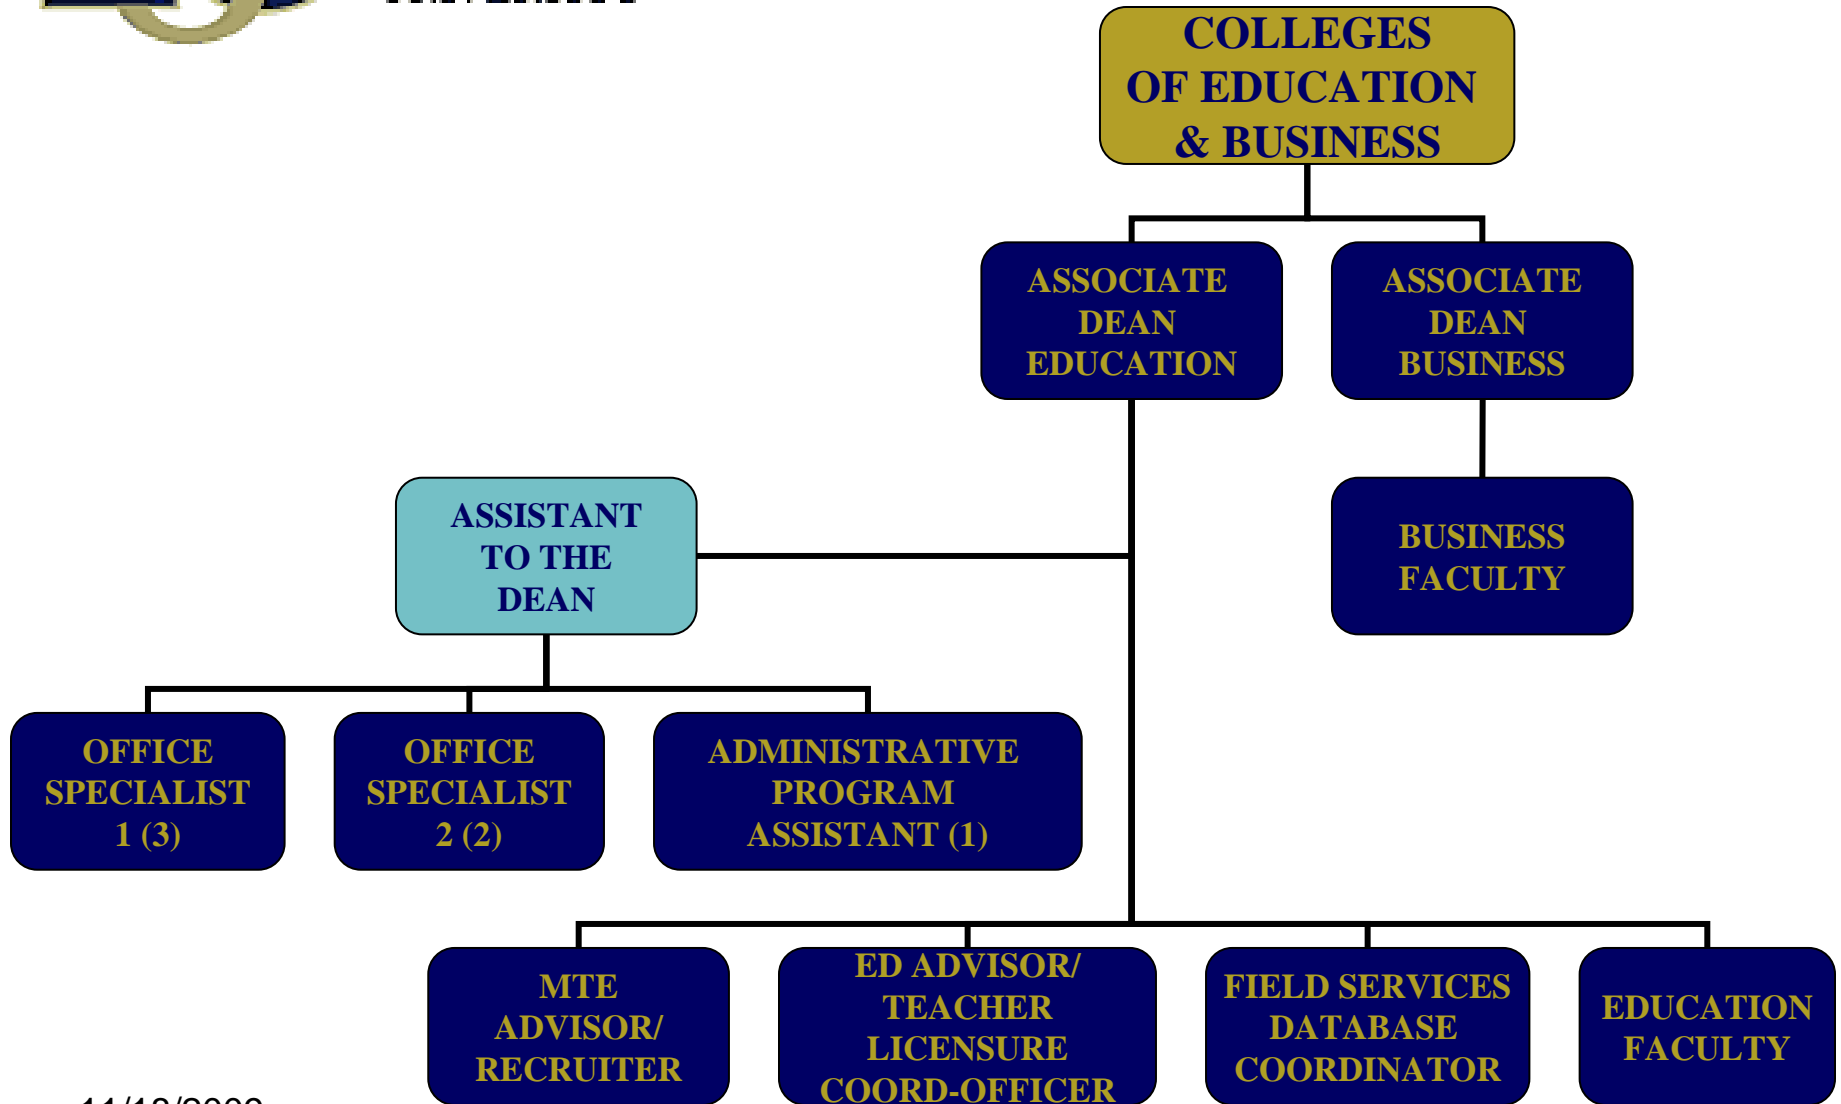 COLLEGES
OF EDUCATION
& BUSINESS
ASSOCIATE
DEAN
EDUCATION
ASSOCIATE
DEAN
BUSINESS
ASSISTANT
TO THE
DEAN
BUSINESS
FACULTY
OFFICE
SPECIALIST
1 (3)
OFFICE
SPECIALIST
2 (2)
ADMINISTRATIVE
PROGRAM
ASSISTANT (1)
MTE
ADVISOR/
RECRUITER
ED ADVISOR/
TEACHER
LICENSURE
COORD-OFFICER
FIELD SERVICES
DATABASE
COORDINATOR
EDUCATION
FACULTY